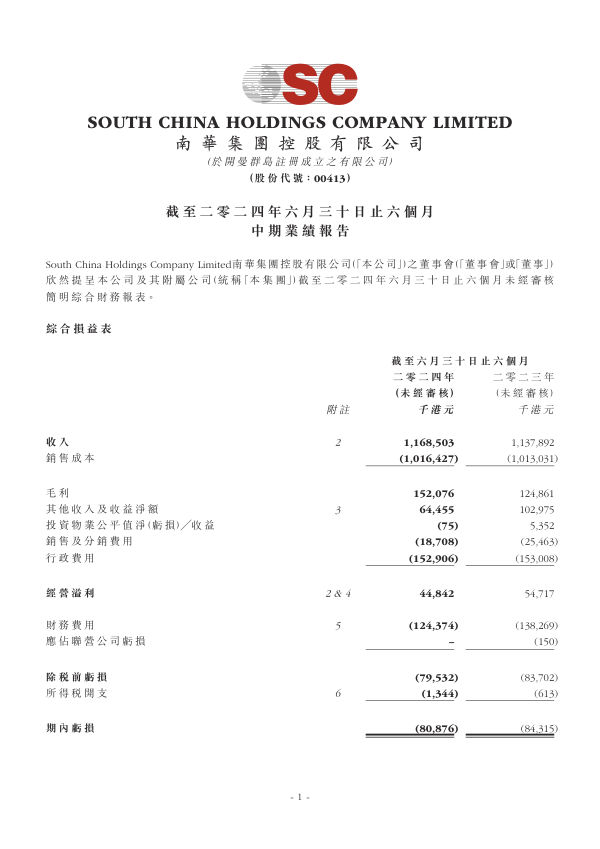 SC
SOUTH CHINA HOLDINGS COMPANY LIMITED
南華集團控股有限公司
(於開曼群島註冊成立之有限公司)
(股份代號：00413)
截至二零二四年六月三十日止六個月
中期業績報告
South China Holdings Company Limited南華集團控股有限公司(「本公司」)之董事會(「董事會」或「董事」)
欣然提呈本公司及其附屬公司(統稱「本集團」)截至二零二四年六月三十日止六個月未經審核
簡明綜合財務報表。
綜合損益表
截至六月三十日止六個月
二零二四年 二零二三年
(未經審核) (未經審核)
附註 千港元 千港元
收入 2 1,168,503 1,137,892
銷售成本 (1,016,427) (1,013,031)
毛利 152,076 124,861
其他收入及收益淨額 3 64,455 102,975
投資物業公平值淨(虧損)╱收益 (75) 5,352
銷售及分銷費用 (18,708) (25,463)
行政費用 (152,906) (153,008)
經營溢利 2 & 4 44,842 54,717
財務費用 5 (124,374) (138,269)
應佔聯營公司虧損 – (150)
除稅前虧損 (79,532) (83,702)
所得稅開支 6 (1,344) (613)
期內虧損 (80,876) (84,315)
- 1 -